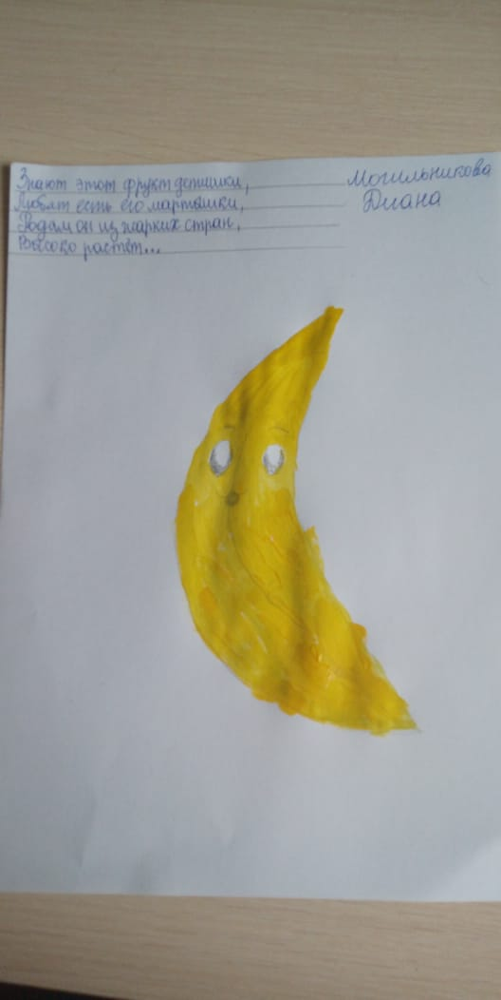 Знают этот фрукт детишки,
Любят есть его мартышки,
Родом он из жарких стран,
Высоко растёт...
Могильникова
Диана